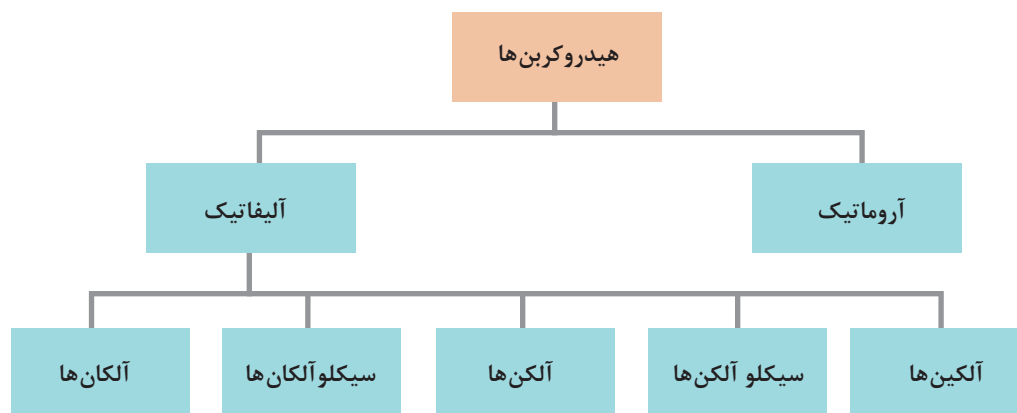 هیدروکربن‌ها
آروماتیک
آلیفاتیک
آلکین‌ها
سیکلو آلکن‌ها
آلکن‌ها
سیکلوآلکان‌ها
آلکان‌ها